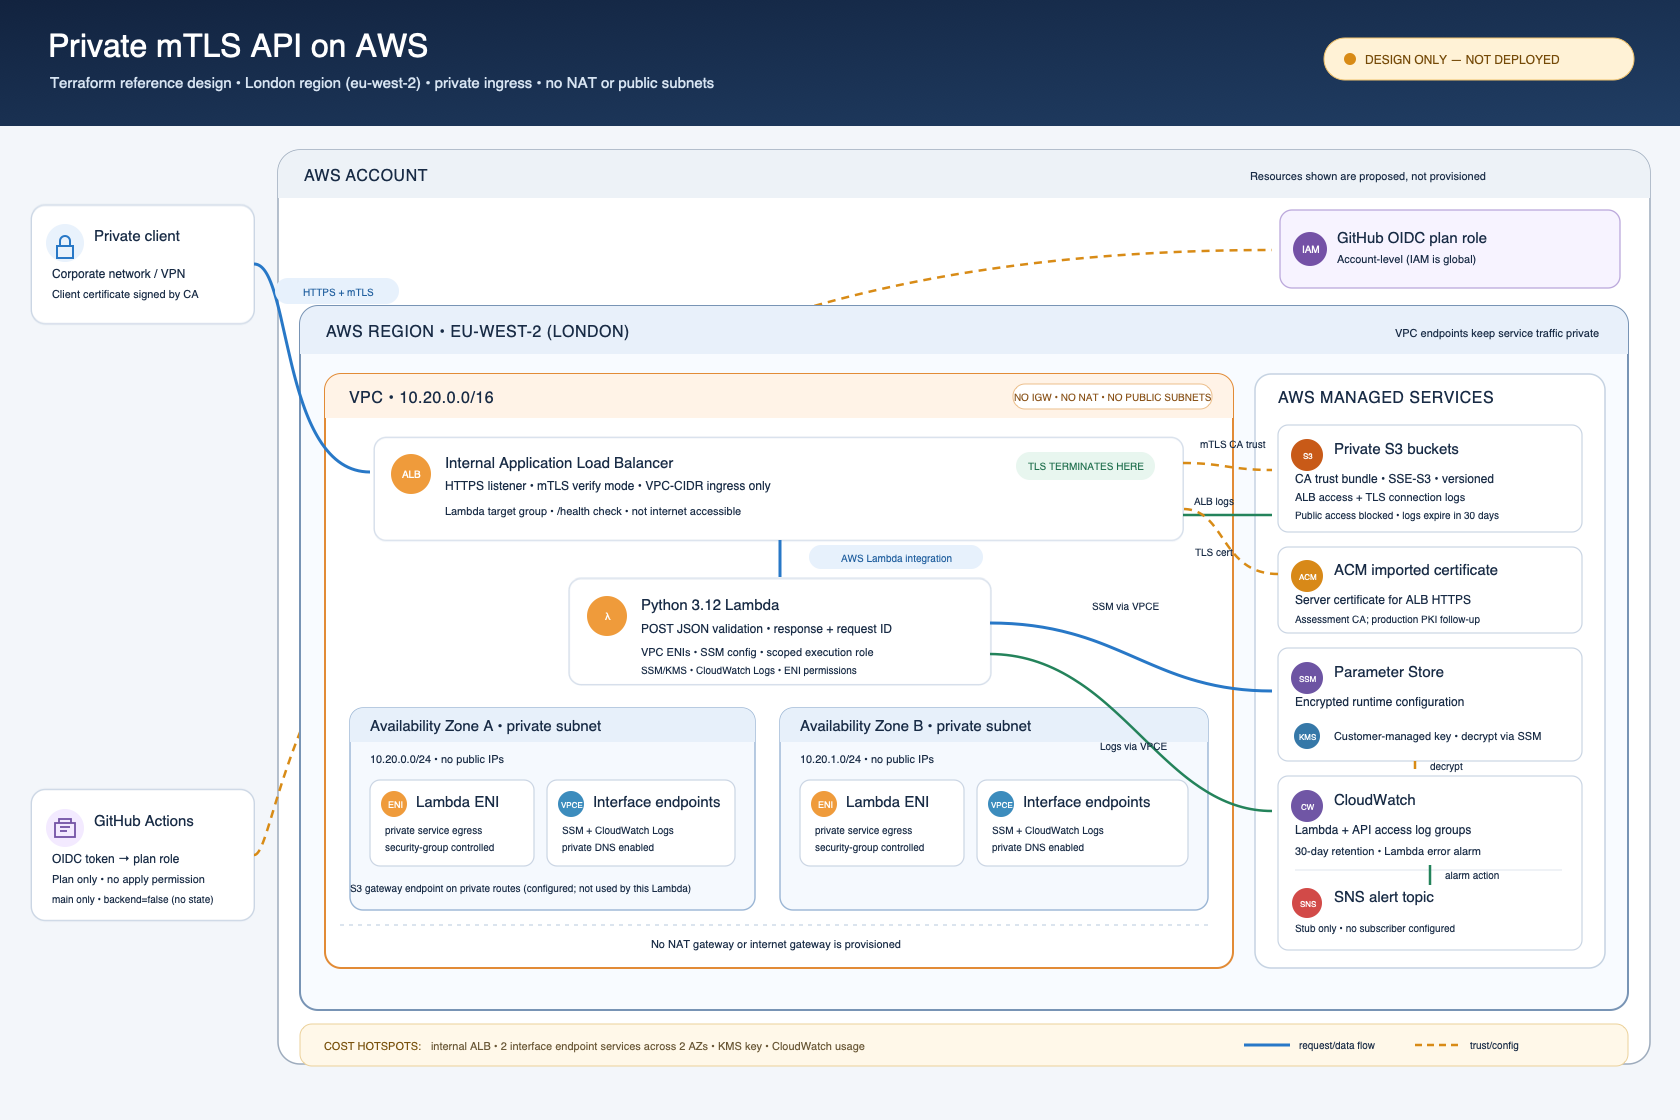 Private mTLS API on AWS
Terraform reference design • London region (eu-west-2) • private ingress • no NAT or public subnets
DESIGN ONLY — NOT DEPLOYED
AWS ACCOUNT
Resources shown are proposed, not provisioned
Private client
Corporate network / VPN
Client certificate signed by CA
HTTPS + mTLS
IAM
GitHub OIDC plan role
Account-level (IAM is global)
AWS REGION • EU-WEST-2 (LONDON)
VPC endpoints keep service traffic private
VPC • 10.20.0.0/16
NO IGW • NO NAT • NO PUBLIC SUBNETS
ALB
Internal Application Load Balancer
HTTPS listener • mTLS verify mode • VPC-CIDR ingress only
Lambda target group • /health check • not internet accessible
TLS TERMINATES HERE
mTLS CA trust
ALB logs
TLS cert
AWS Lambda integration
λ
Python 3.12 Lambda
POST JSON validation • response + request ID
VPC ENIs • SSM config • scoped execution role
SSM/KMS • CloudWatch Logs • ENI permissions
SSM via VPCE
Logs via VPCE
Availability Zone A • private subnet
10.20.0.0/24 • no public IPs
ENI
Lambda ENI
private service egress
security-group controlled
VPCE
Interface endpoints
SSM + CloudWatch Logs
private DNS enabled
S3 gateway endpoint on private routes (configured; not used by this Lambda)
Availability Zone B • private subnet
10.20.1.0/24 • no public IPs
ENI
Lambda ENI
private service egress
security-group controlled
VPCE
Interface endpoints
SSM + CloudWatch Logs
private DNS enabled
No NAT gateway or internet gateway is provisioned
AWS MANAGED SERVICES
S3
Private S3 buckets
CA trust bundle • SSE-S3 • versioned
ALB access + TLS connection logs
Public access blocked • logs expire in 30 days
ACM
ACM imported certificate
Server certificate for ALB HTTPS
Assessment CA; production PKI follow-up
SSM
Parameter Store
Encrypted runtime configuration
KMS
Customer-managed key • decrypt via SSM
decrypt
CW
CloudWatch
Lambda + API access log groups
30-day retention • Lambda error alarm
alarm action
SNS
SNS alert topic
Stub only • no subscriber configured
GitHub Actions
OIDC token → plan role
Plan only • no apply permission
main only • backend=false (no state)
COST HOTSPOTS: internal ALB • 2 interface endpoint services across 2 AZs • KMS key • CloudWatch usage
request/data flow
trust/config